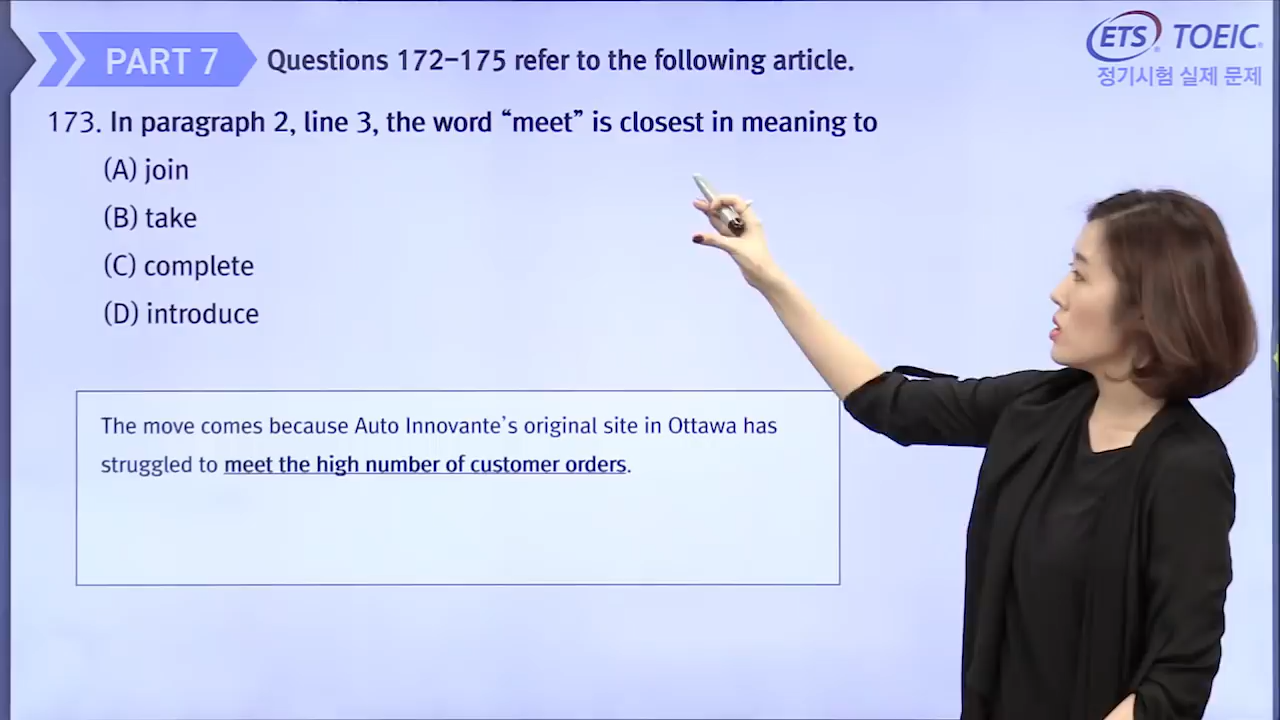 PART 7
Questions 172–175 refer to the following article.
ETS® TOEIC®
정기시험 실제 문제
173. In paragraph 2, line 3, the word “meet” is closest in meaning to
(A) join
(B) take
(C) complete
(D) introduce
The move comes because Auto Innovante’s original site in Ottawa has
struggled to meet the high number of customer orders.